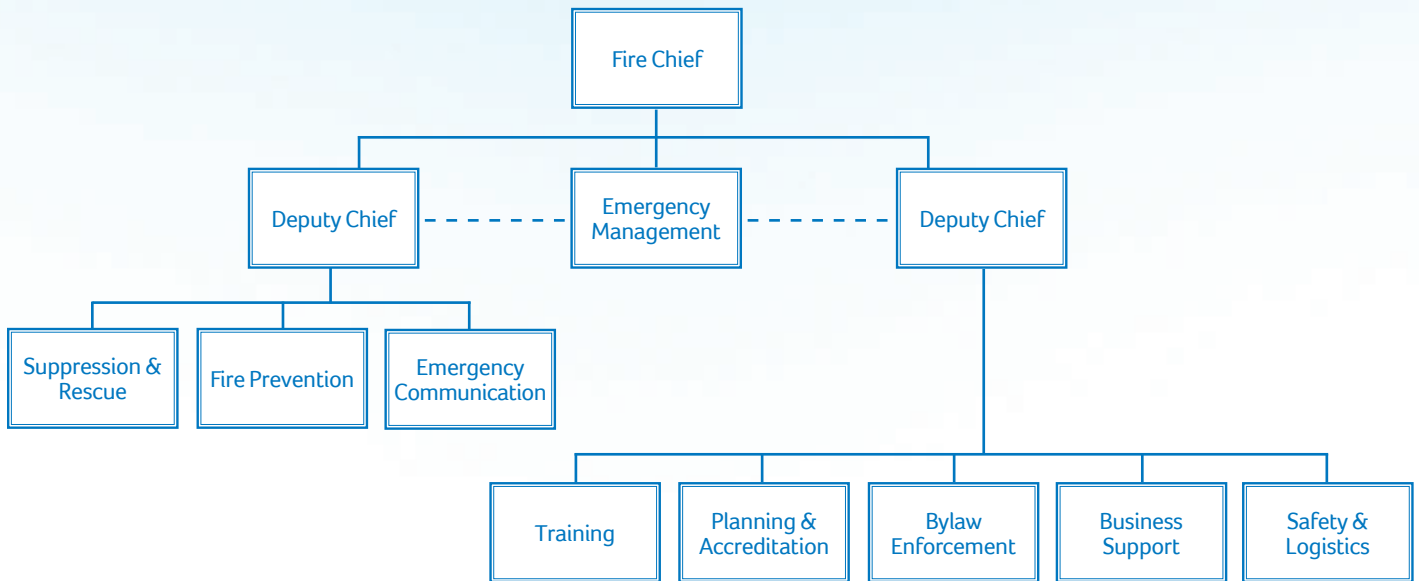 Fire Chief
Deputy Chief
Emergency
Management
Deputy Chief
Suppression &
Rescue
Fire Prevention
Emergency
Communication
Training
Planning &
Accreditation
Bylaw
Enforcement
Business
Support
Safety &
Logistics